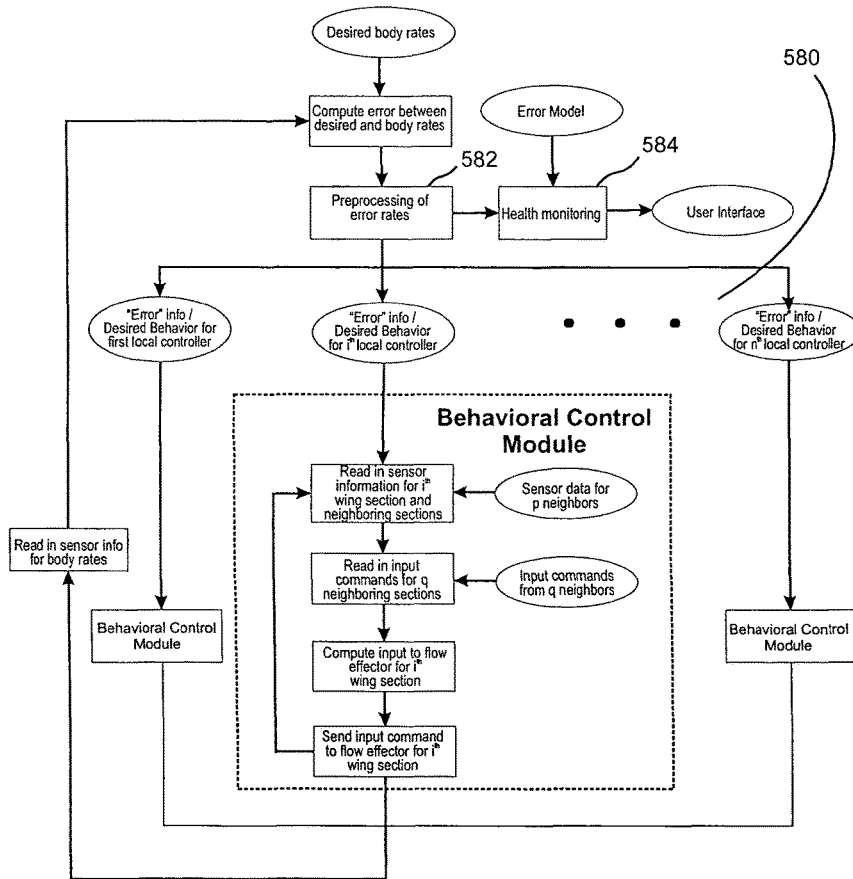 Desired body rates
580
Compute error between
desired and body rates
Error Model
582
584
Preprocessing of
error rates
Health monitoring
User Interface
"Error" info /
Desired Behavior for
first local controller
"Error" info /
Desired Behavior
for iᵗʰ local controller
• • •
"Error" info /
Desired Behavior
for nᵗʰ local controller
Behavioral Control
Module
Read in sensor
information for iᵗʰ
wing section and
neighboring sections
Sensor data for
p neighbors
Read in sensor info
for body rates
Read in input
commands for q
neighboring sections
Input commands
from q neighbors
Behavioral Control
Module
Compute input to flow
effector for iᵗʰ
wing section
Behavioral Control
Module
Send input command
to flow effector for iᵗʰ
wing section